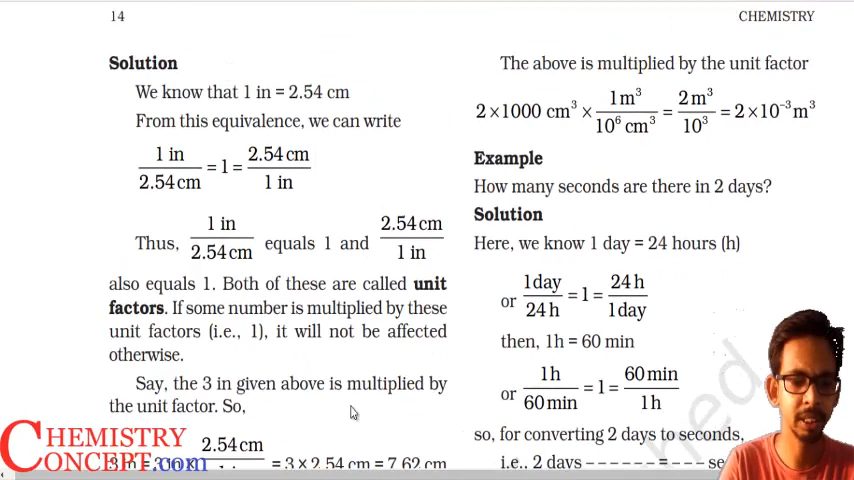 14
CHEMISTRY
Solution
We know that 1 in = 2.54 cm
From this equivalence, we can write
1 in / 2.54 cm = 1 = 2.54 cm / 1 in
Thus, 1 in / 2.54 cm equals 1 and 2.54 cm / 1 in
also equals 1. Both of these are called unit
factors. If some number is multiplied by these
unit factors (i.e., 1), it will not be affected
otherwise.
Say, the 3 in given above is multiplied by
the unit factor. So,
2.54 cm
= 3 × 2.54 cm = 7.62 cm
The above is multiplied by the unit factor
2 × 1000 cm³ × 1 m³ / 10⁶ cm³ = 2 m³ / 10³ = 2 × 10⁻³ m³
Example
How many seconds are there in 2 days?
Solution
Here, we know 1 day = 24 hours (h)
or 1 day / 24 h = 1 = 24 h / 1 day
then, 1h = 60 min
or 1h / 60 min = 1 = 60 min / 1h
so, for converting 2 days to seconds,
i.e., 2 days – – – – – – = – – – se
hed
CHEMISTRY
CONCEPT.com